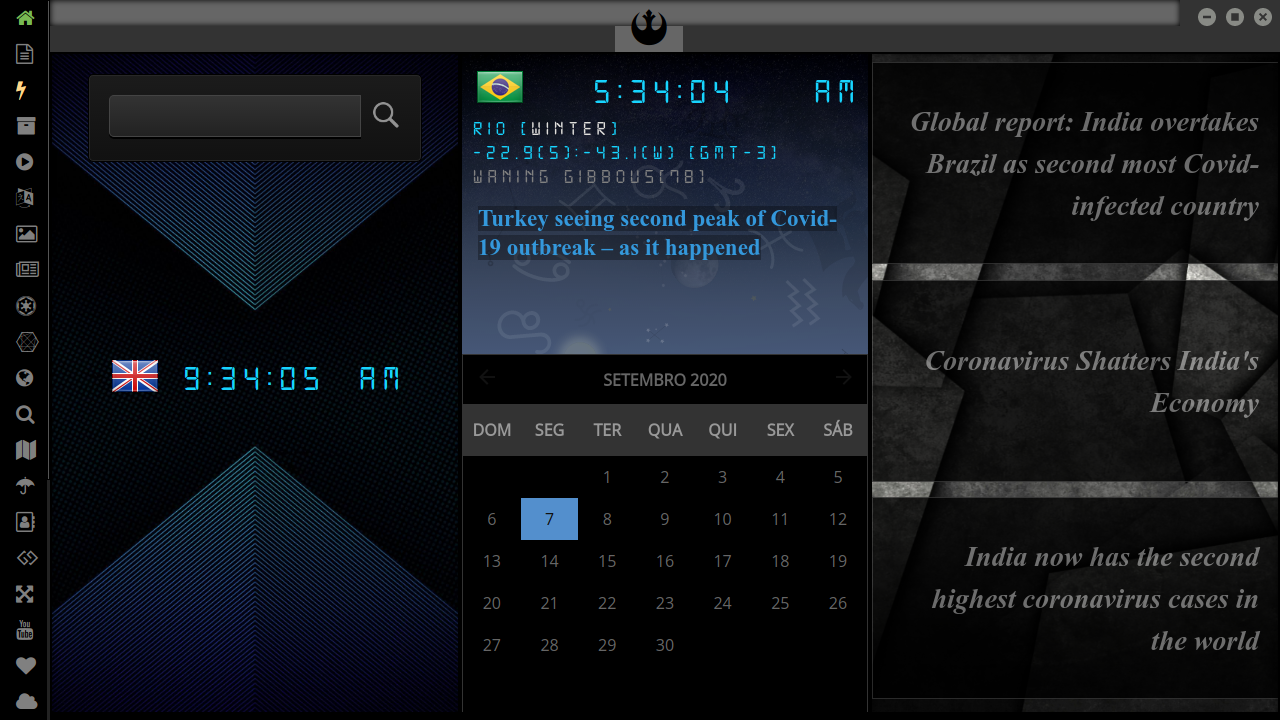 5:34:04 AM
RIO [WINTER]
-22.9(S):-43.1(W) [GMT-3]
WANING GIBBOUS[78]
Turkey seeing second peak of Covid-
19 outbreak – as it happened
9:34:05 AM
SETEMBRO 2020
DOM SEG TER QUA QUI SEX SÁB
1 2 3 4 5
6 7 8 9 10 11 12
13 14 15 16 17 18 19
20 21 22 23 24 25 26
27 28 29 30
Global report: India overtakes
Brazil as second most Covid-
infected country
Coronavirus Shatters India's
Economy
India now has the second
highest coronavirus cases in
the world
You
Tube